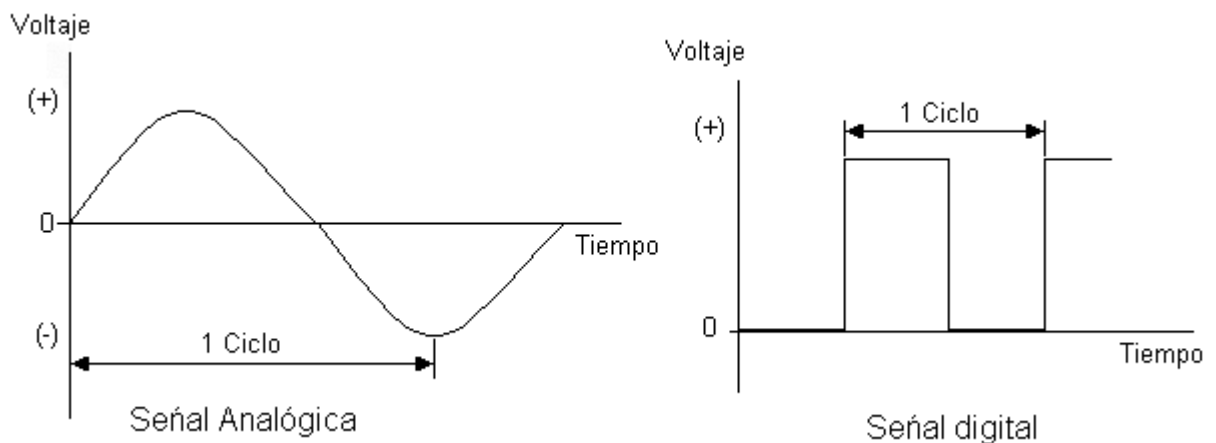 Voltaje
(+)
0
Tiempo
(-)
1 Ciclo
Señal Analógica
Voltaje
(+)
1 Ciclo
0
Tiempo
Señal digital